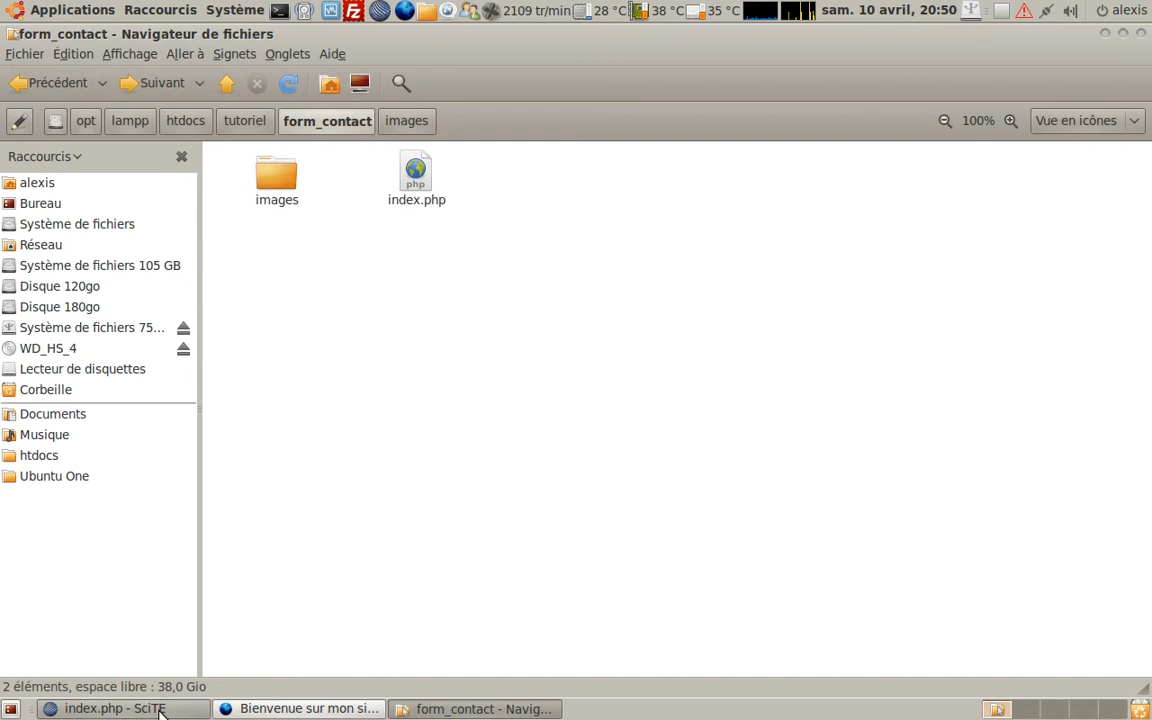 Applications Raccourcis Système 2109 tr/min 28 °C 38 °C 35 °C sam. 10 avril, 20:50 alexis
form_contact - Navigateur de fichiers
Fichier Édition Affichage Aller à Signets Onglets Aide
Précédent Suivant
opt lampp htdocs tutoriel form_contact images 100% Vue en icônes
Raccourcis
alexis
Bureau
Système de fichiers
Réseau
Système de fichiers 105 GB
Disque 120go
Disque 180go
Système de fichiers 75...
WD_HS_4
Lecteur de disquettes
Corbeille
Documents
Musique
htdocs
Ubuntu One
php
images index.php
2 éléments, espace libre : 38,0 Gio
index.php - SciTE Bienvenue sur mon si... form_contact - Navig...